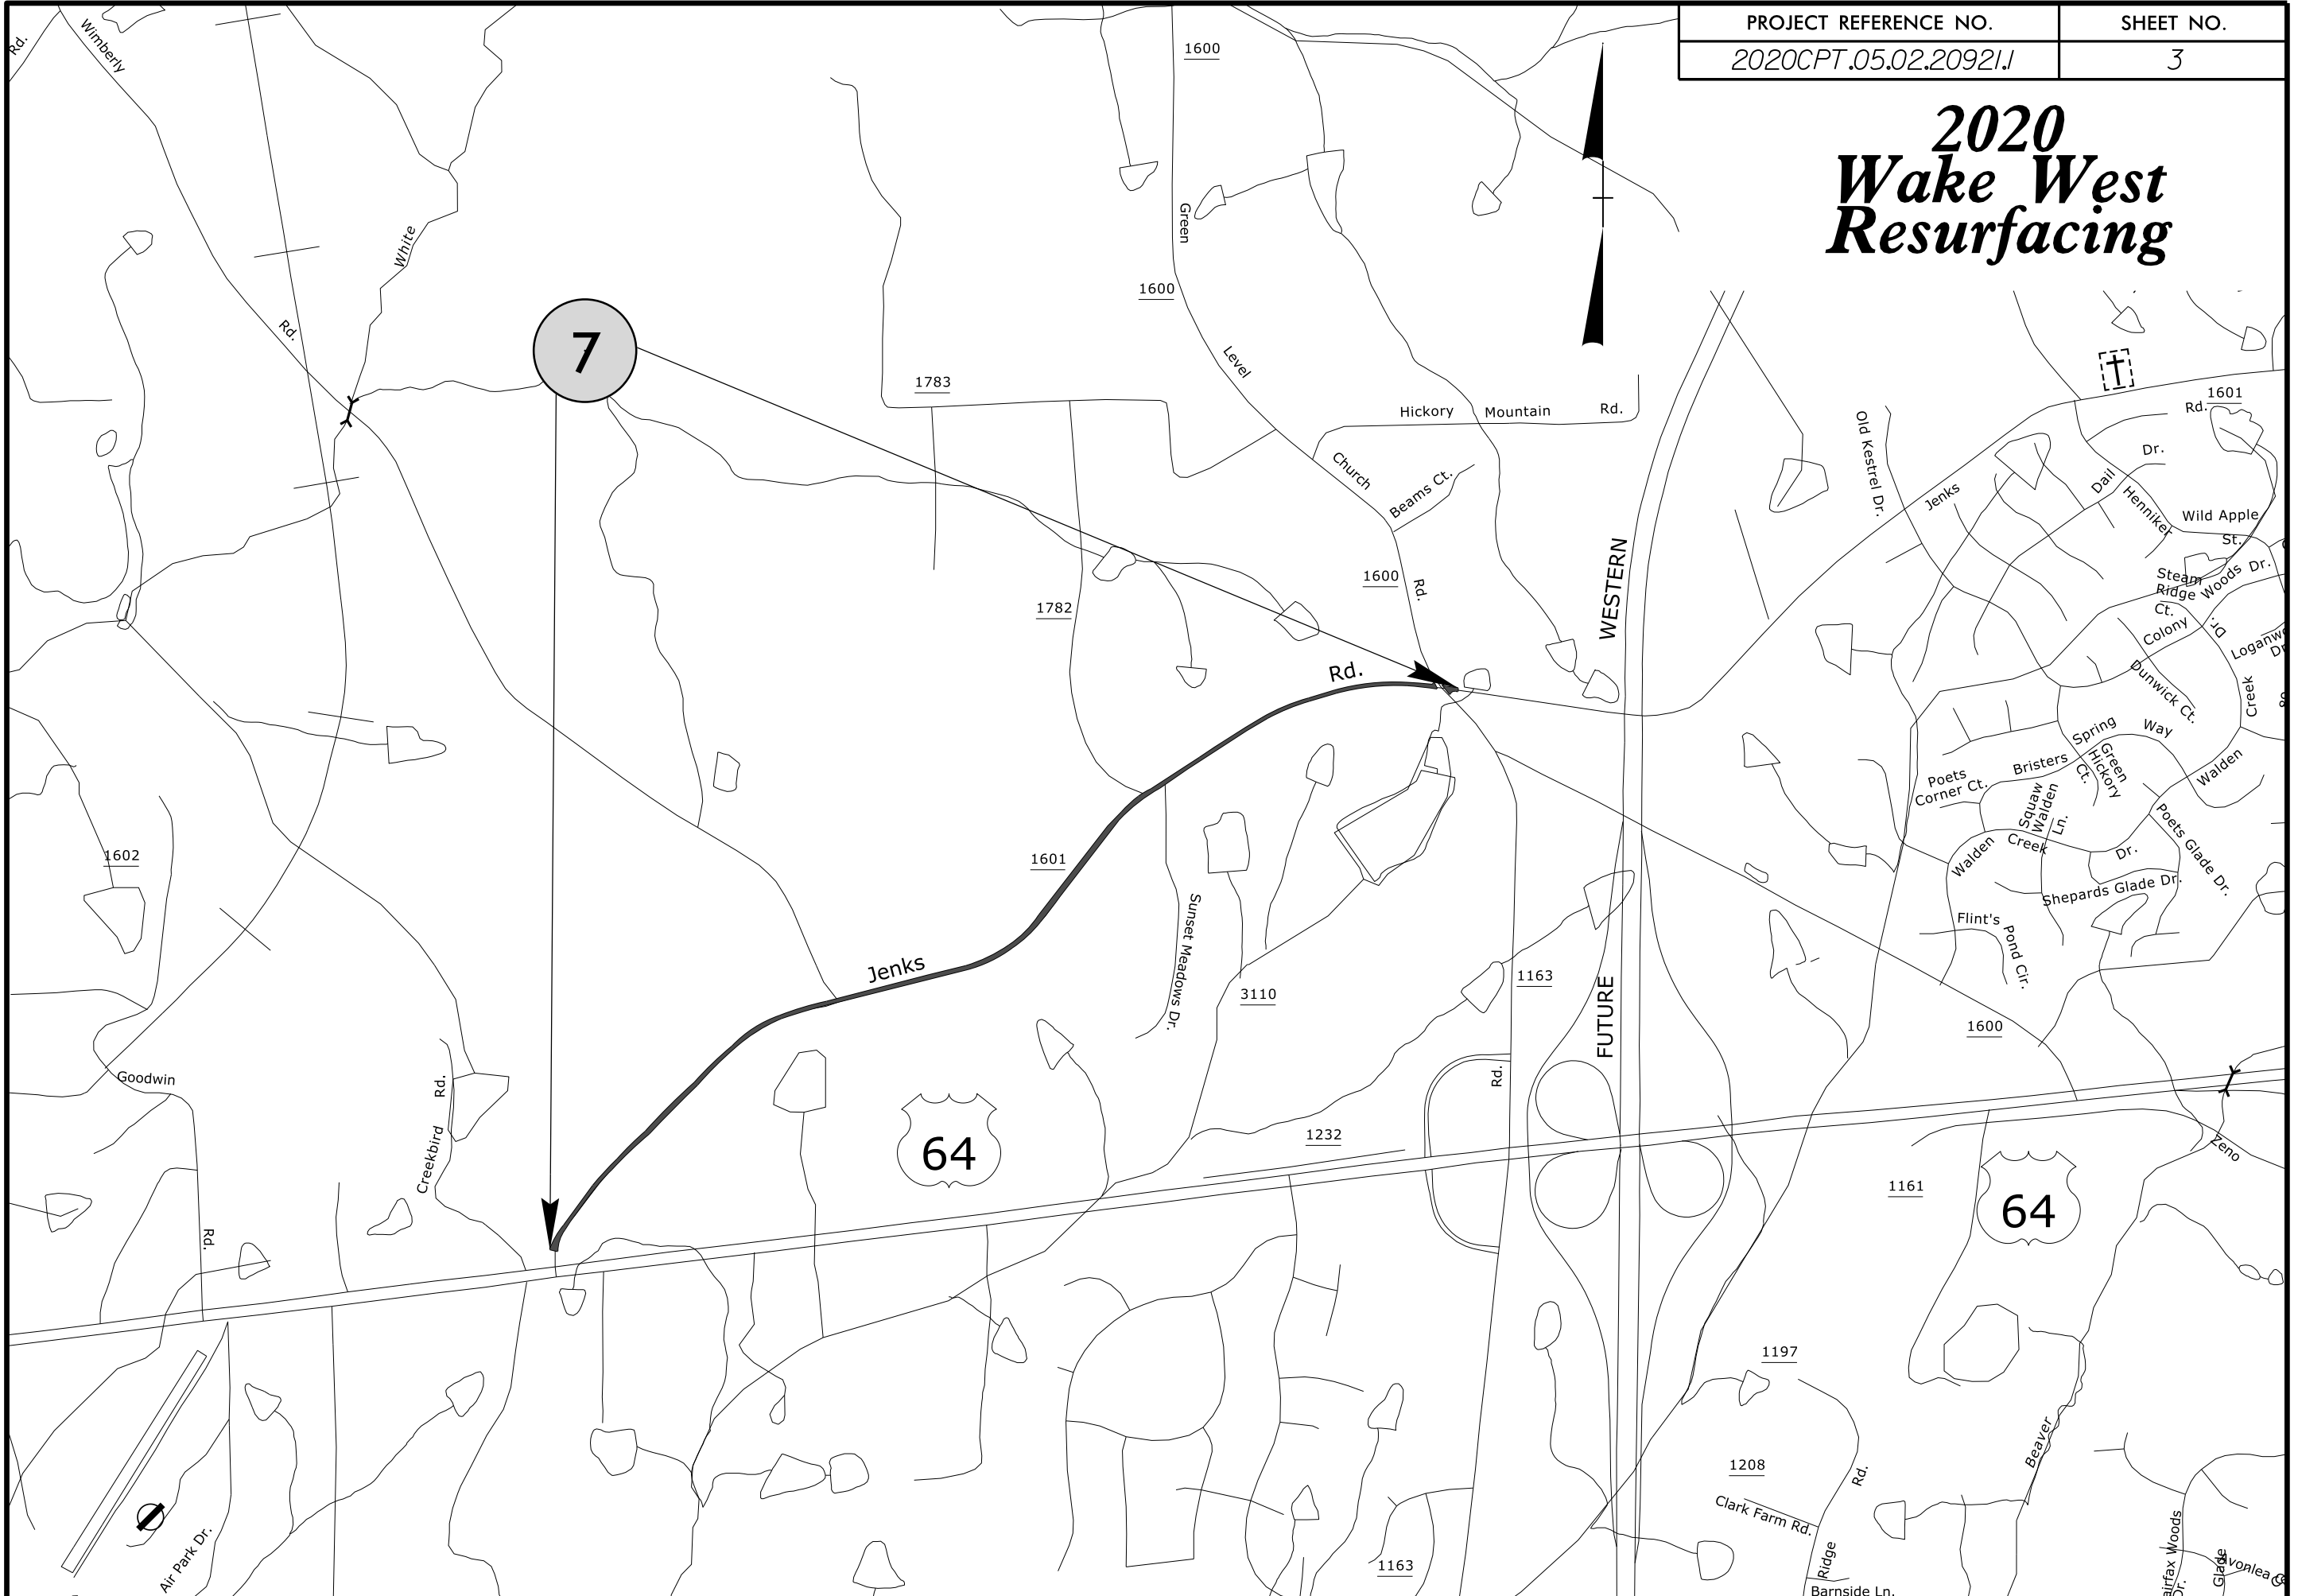 PROJECT REFERENCE NO.
SHEET NO.
2020CPT.05.02.20921.1
3
2020
Wake West
Resurfacing
Rd.
Wimberly
Rd.
White
1600
Green
1600
Level
7
1783
Hickory Mountain Rd.
Church
Beams Ct.
1600
Rd.
1782
WESTERN
FUTURE
Rd.
1601
Jenks
Old Kestrel Dr.
Jenks
1601
Rd.
Dr.
Dail
Henniker
Wild Apple
St.
Steam
Ridge
Ct.
Woods Dr.
Colony
Dr.
Dunwick Ct.
Creek
Spring
Way
Bristers
Green
Hickory
Ct.
Walden
Poets
Corner Ct.
Squaw
Walden
Ln.
Walden
Creek
Dr.
Poets Glade Dr.
Shepards Glade Dr.
Flint's
Pond Cir.
1602
Sunset Meadows Dr.
3110
1163
Rd.
1600
Goodwin
Rd.
Creekbird
Rd.
64
1232
1161
64
Zeno
1197
1208
Clark Farm Rd.
Rd.
Ridge
Barnside Ln.
Beaver
Air Park Dr.
1163
Glade